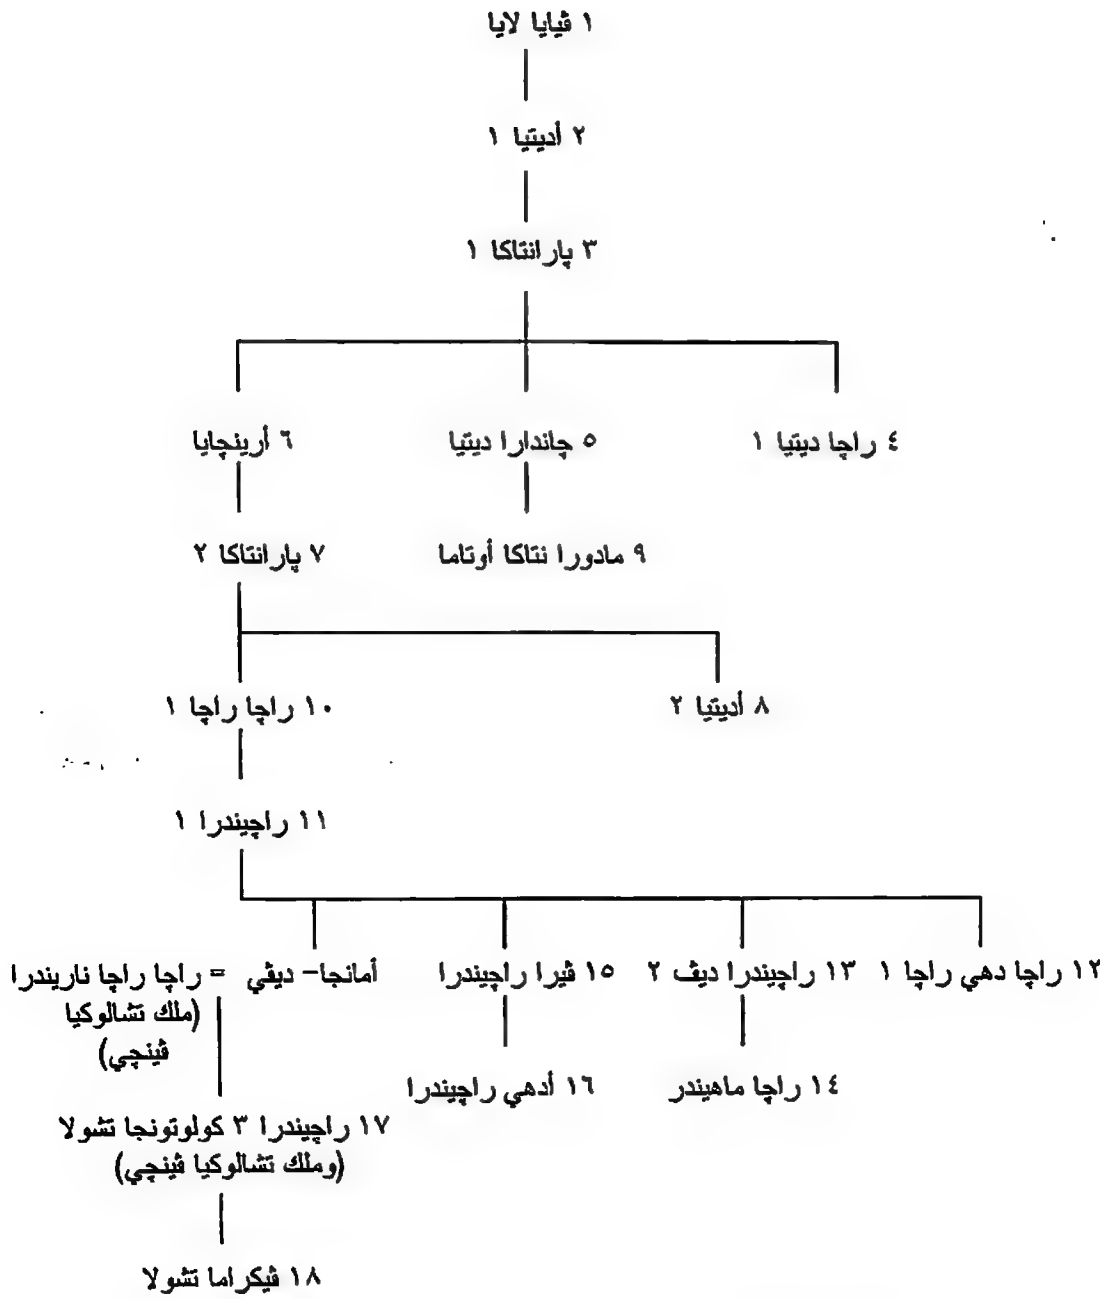 ١ ڤيايا لايا
٢ أديتيا ١
٣ پارانتاكا ١
٤ راچا ديتيا ١
٥ چاندارا ديتيا
٦ أرينچايا
٩ مادورا نتاكا أوتاما
٧ پارانتاكا ٢
٨ أديتيا ٢
١٠ راچا راچا ١
١١ راچيندرا ١
١٢ راچا دهي راچا ١
١٣ راچيندرا ديڤ ٢
١٥ ڤيرا راچيندرا
أمانجا- ديڤي
= راچا راچا ناريندرا
(ملك تشالوكيا
ڤينچي)
١٤ راچا ماهيندر
١٦ أدهي راچيندرا
١٧ راچيندرا ٣ كولوتونجا تشولا
(وملك تشالوكيا ڤينچي)
١٨ ڤيكراما تشولا